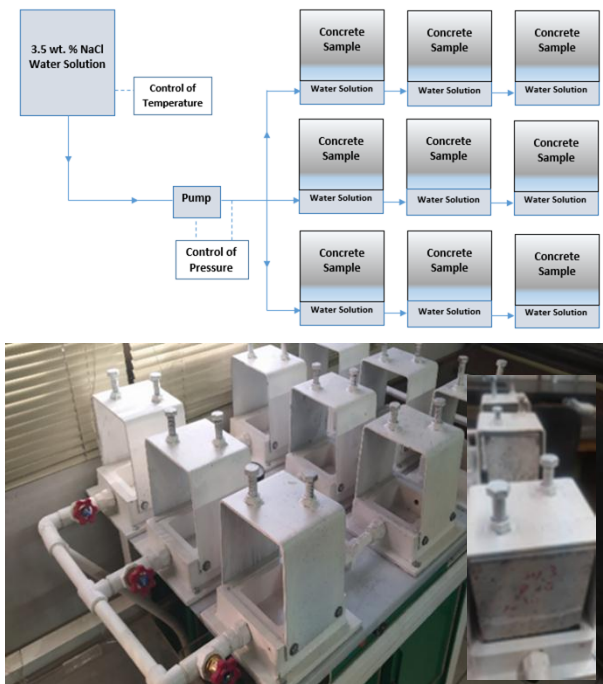 3.5 wt. % NaCl
Water Solution
Control of
Temperature
Pump
Control of
Pressure
Concrete
Sample
Water Solution
Concrete
Sample
Water Solution
Concrete
Sample
Water Solution
Concrete
Sample
Water Solution
Concrete
Sample
Water Solution
Concrete
Sample
Water Solution
Concrete
Sample
Water Solution
Concrete
Sample
Water Solution
Concrete
Sample
Water Solution